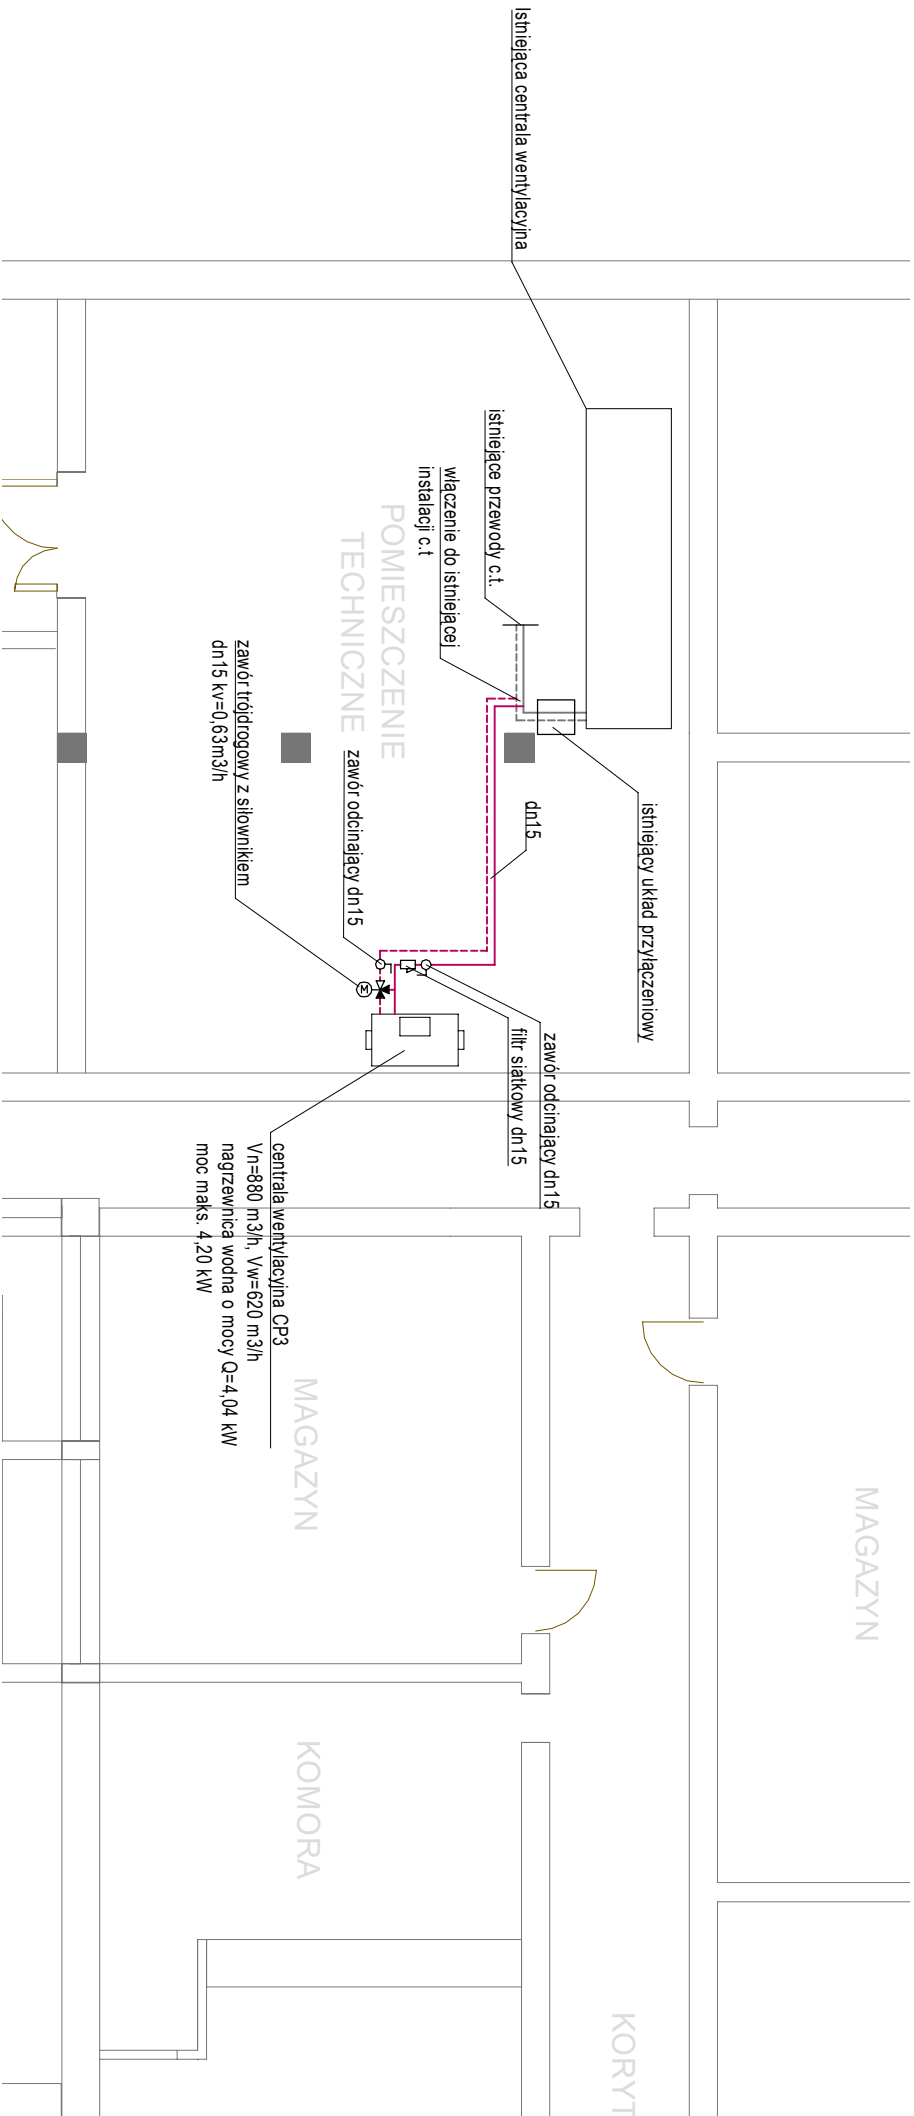 Istniejąca centrala wentylacyjna
istniejące przewody c.t.
włączenie do istniejącej
instalacji c.t
POMIESZCZENIE
TECHNICZNE
istniejący układ przyłączeniowy
dn15
zawór odcinający dn15
zawór trójdrogowy z siłownikiem
dn15 kv=0,63m3/h
M
zawór odcinający dn15
filtr siatkowy dn15
centrala wentylacyjna CP3
Vn=880 m3/h, Vw=620 m3/h
nagrzewnica wodna o mocy Q=4,04 kW
moc maks. 4,20 kW
MAGAZYN
MAGAZYN
KOMORA
KORYT